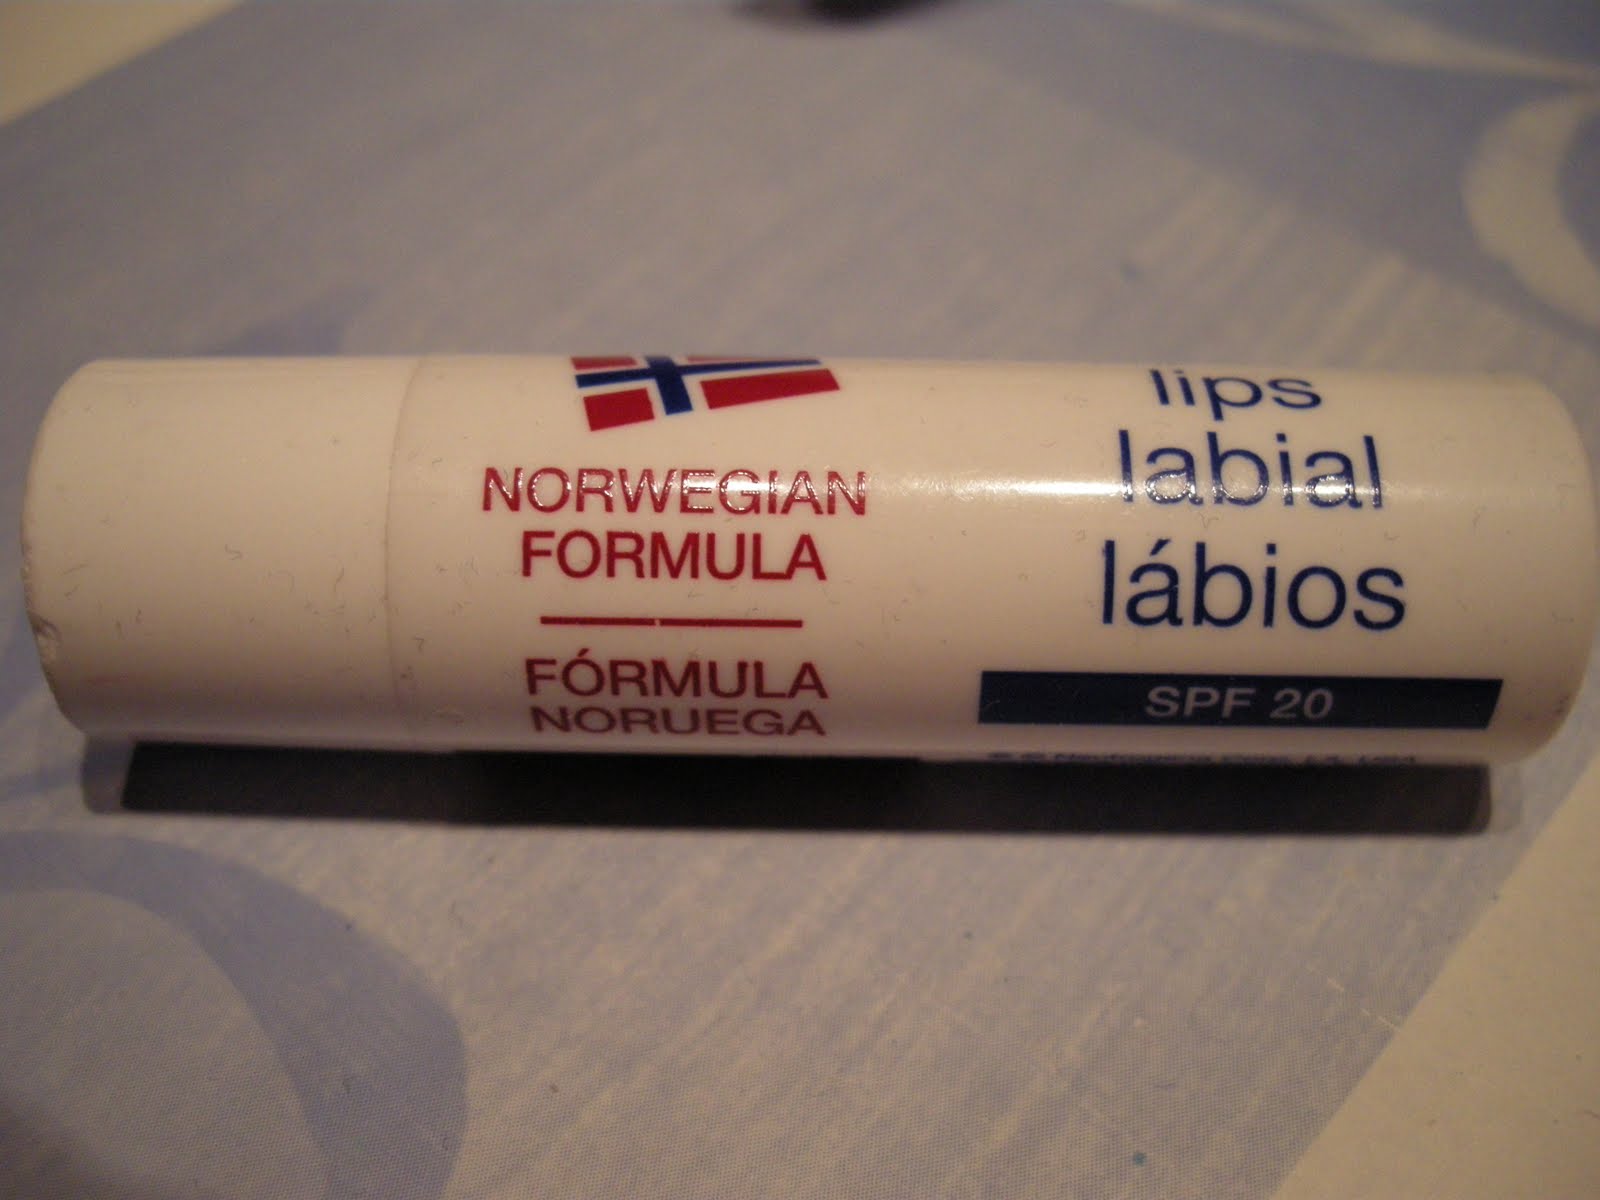 NORWEGIAN
FORMULA
FÓRMULA
NORUEGA
lips
labial
lábios
SPF 20